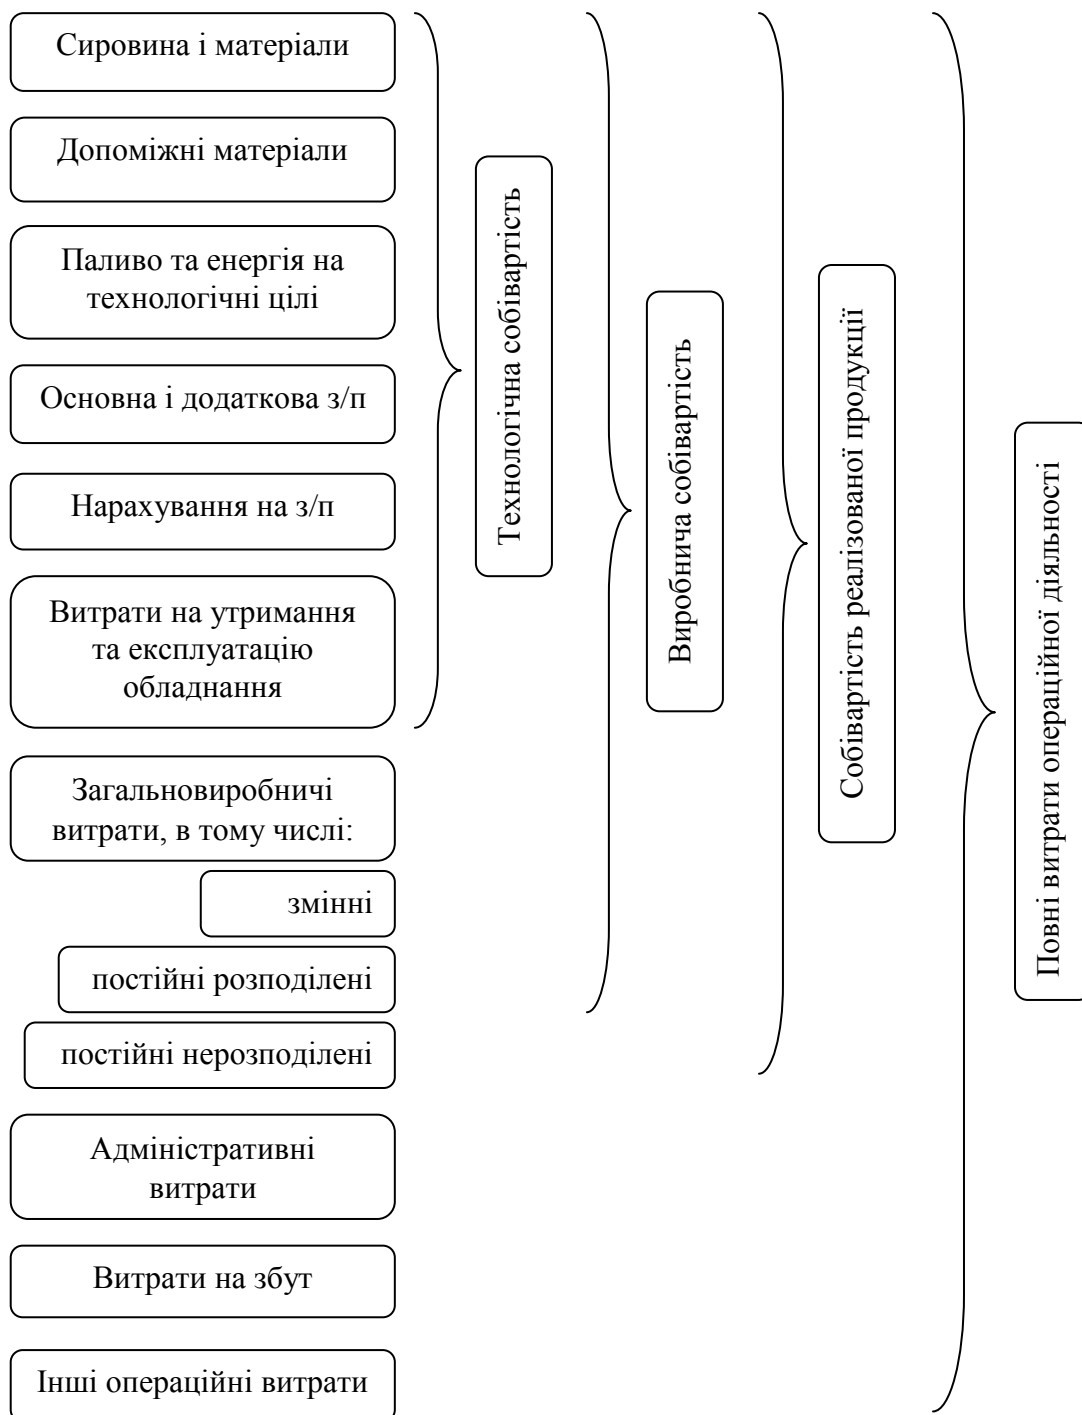 Сировина і матеріали
Допоміжні матеріали
Паливо та енергія на
технологічні цілі
Основна і додаткова з/п
Нарахування на з/п
Витрати на утримання
та експлуатацію
обладнання
Загальновиробничі
витрати, в тому числі:
змінні
постійні розподілені
постійні нерозподілені
Адміністративні
витрати
Витрати на збут
Інші операційні витрати
Технологічна собівартість
Виробнича собівартість
Собівартість реалізованої продукції
Повні витрати операційної діяльності